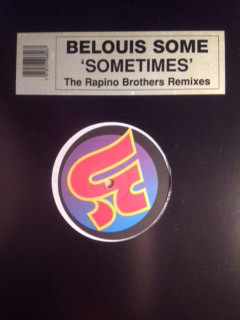 BELOUIS SOME
'SOMETIMES'
The Rapino Brothers Remixes